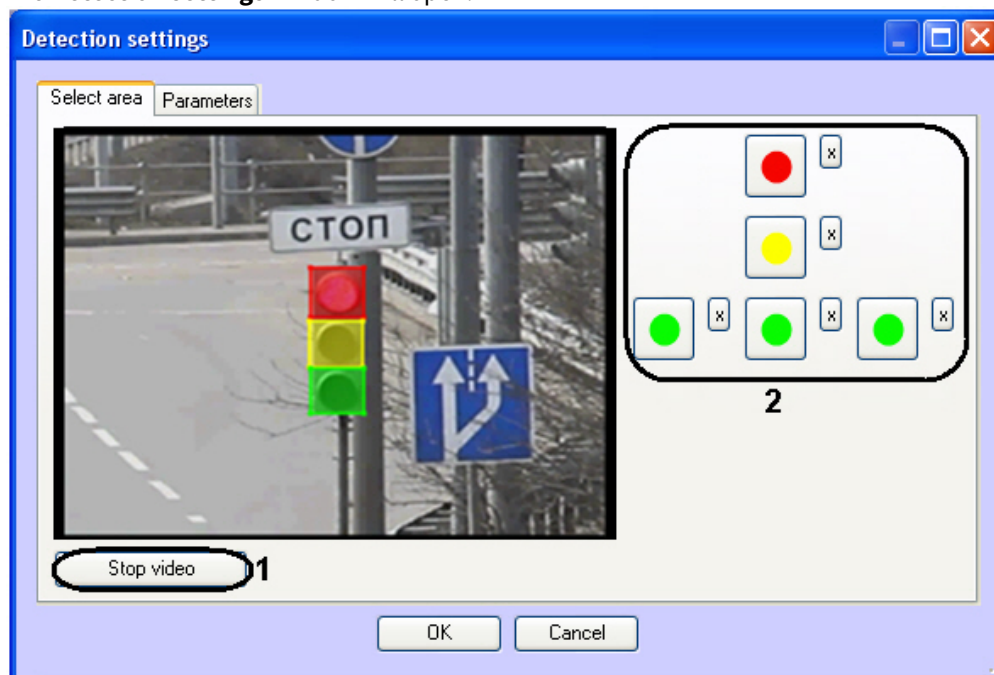 Detection settings
Select area
Parameters
СТОП
x
x
x
x
x
2
Stop video
1
OK
Cancel